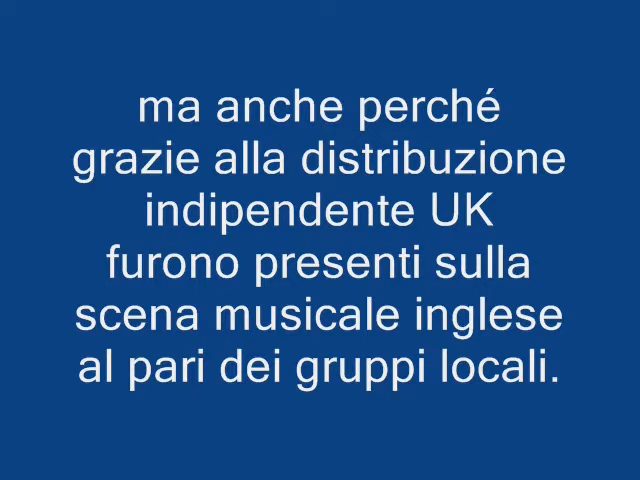 ma anche perché
grazie alla distribuzione
indipendente UK
furono presenti sulla
scena musicale inglese
al pari dei gruppi locali.